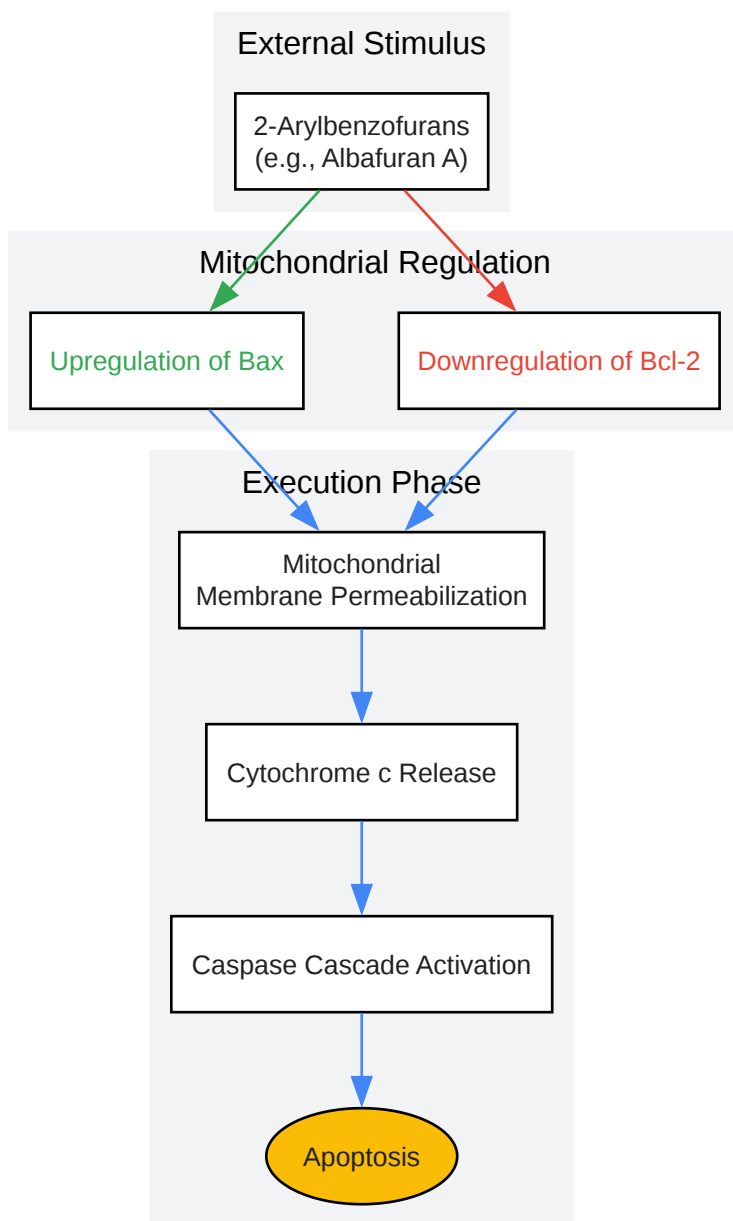 External Stimulus
2-Arylbenzofurans
(e.g., Albafuran A)
Mitochondrial Regulation
Upregulation of Bax
Downregulation of Bcl-2
Execution Phase
Mitochondrial
Membrane Permeabilization
Cytochrome c Release
Caspase Cascade Activation
Apoptosis